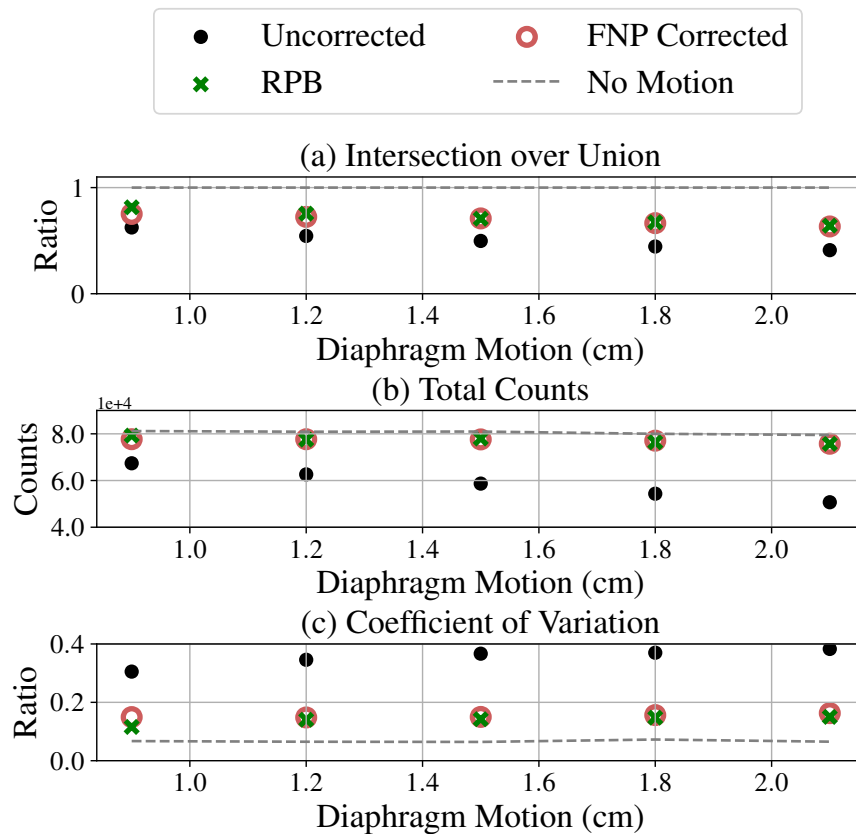 Uncorrected FNP Corrected
RPB No Motion
(a) Intersection over Union
1
Ratio
0
1.0 1.2 1.4 1.6 1.8 2.0
Diaphragm Motion (cm)
(b) Total Counts
1e+4
8.0
Counts
6.0
4.0
1.0 1.2 1.4 1.6 1.8 2.0
Diaphragm Motion (cm)
(c) Coefficient of Variation
0.4
Ratio
0.2
0.0
1.0 1.2 1.4 1.6 1.8 2.0
Diaphragm Motion (cm)